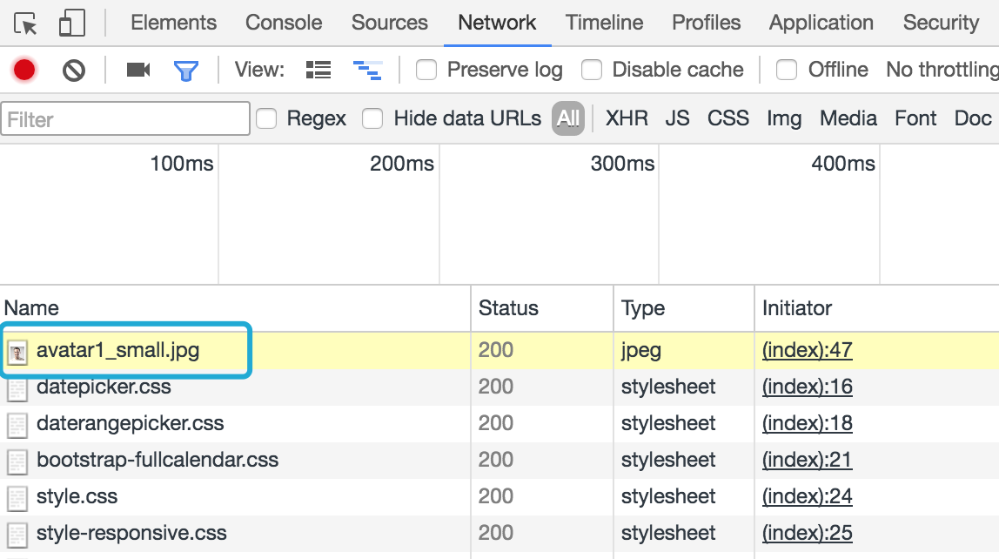 Elements Console Sources Network Timeline Profiles Application Security
View: Preserve log Disable cache Offline No throttling
Filter Regex Hide data URLs All XHR JS CSS Img Media Font Doc
100ms 200ms 300ms 400ms
Name Status Type Initiator
avatar1_small.jpg 200 jpeg (index):47
datepicker.css 200 stylesheet (index):16
daterangepicker.css 200 stylesheet (index):18
bootstrap-fullcalendar.css 200 stylesheet (index):21
style.css 200 stylesheet (index):24
style-responsive.css 200 stylesheet (index):25